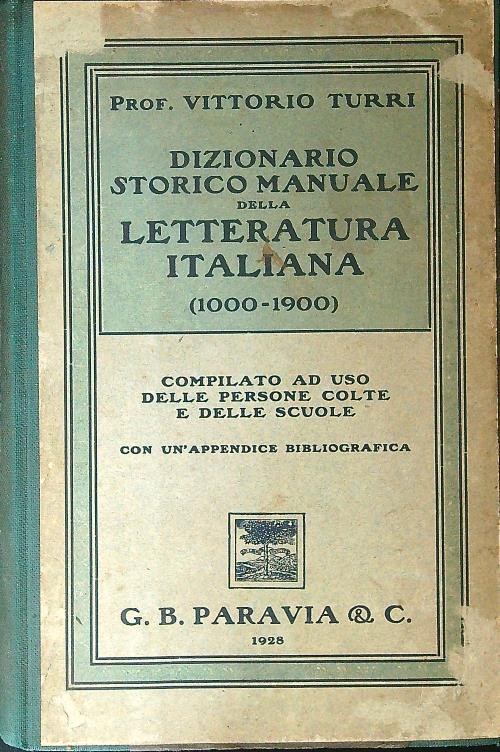 PROF. VITTORIO TURRI
DIZIONARIO
STORICO MANUALE
DELLA
LETTERATURA
ITALIANA
(1000-1900)
COMPILATO AD USO
DELLE PERSONE COLTE
E DELLE SCUOLE
CON UN'APPENDICE BIBLIOGRAFICA
G. B. PARAVIA & C.
1928